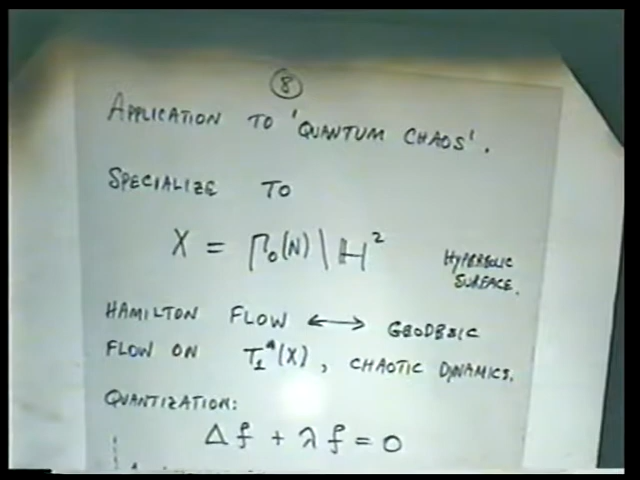 8
APPLICATION TO 'QUANTUM CHAOS'.
SPECIALIZE TO
X = Γ₀(N) \ ℍ²
HYPERBOLIC
SURFACE.
HAMILTON FLOW ⟷ GEODESIC
FLOW ON T₁*(X), CHAOTIC DYNAMICS.
QUANTIZATION:
Δf + λf = 0